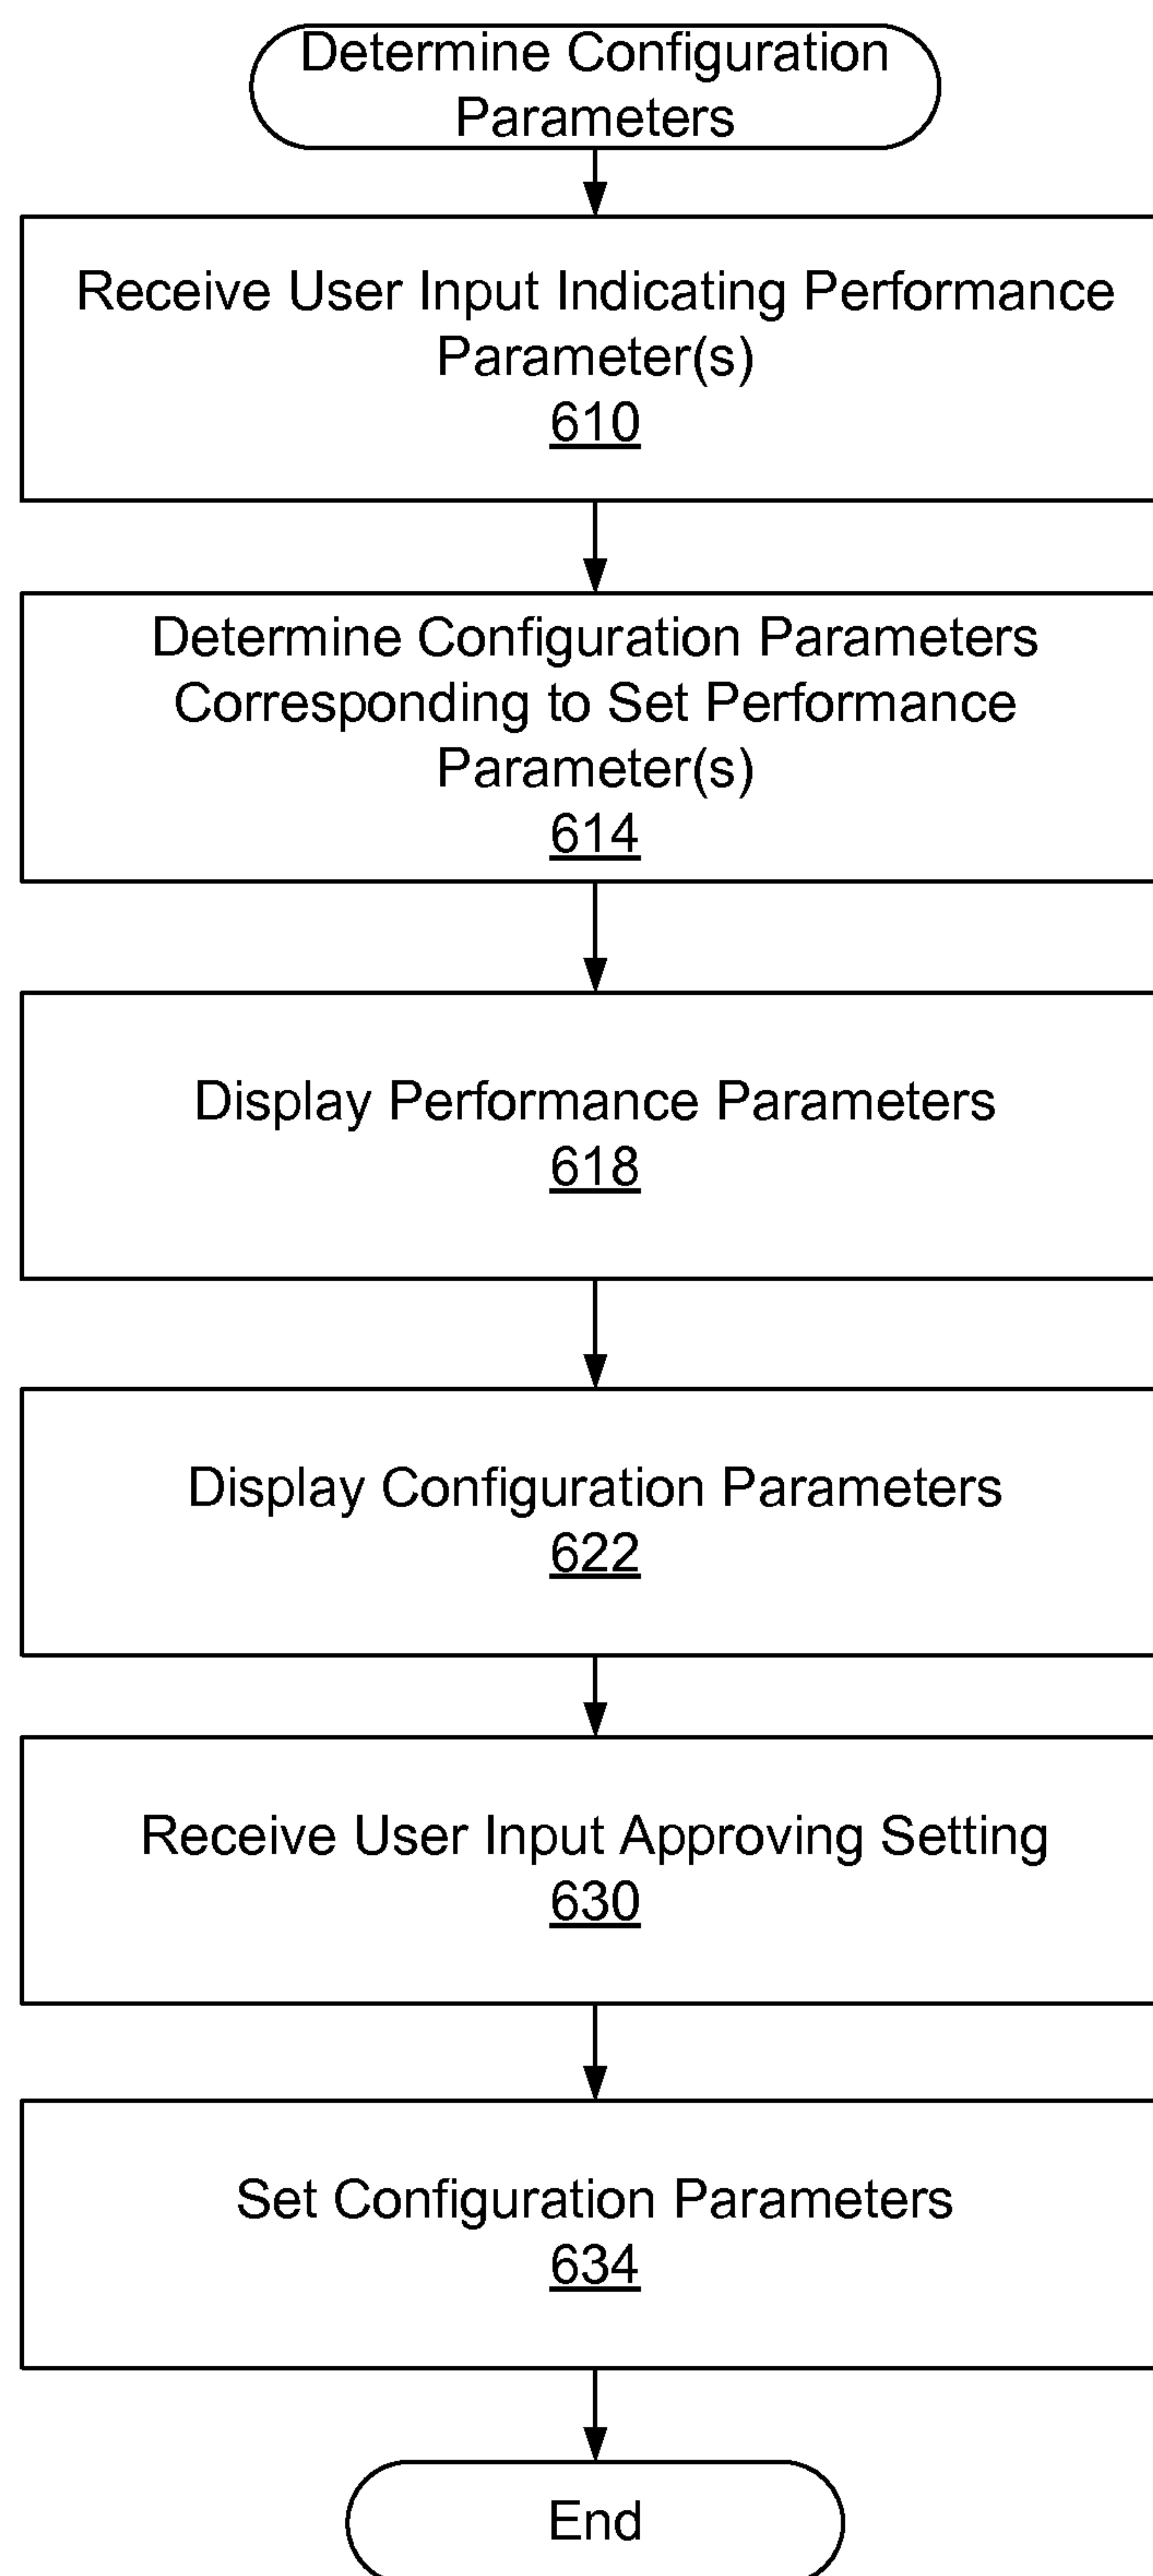 Determine Configuration
Parameters
Receive User Input Indicating Performance
Parameter(s)
610
Determine Configuration Parameters
Corresponding to Set Performance
Parameter(s)
614
Display Performance Parameters
618
Display Configuration Parameters
622
Receive User Input Approving Setting
630
Set Configuration Parameters
634
End